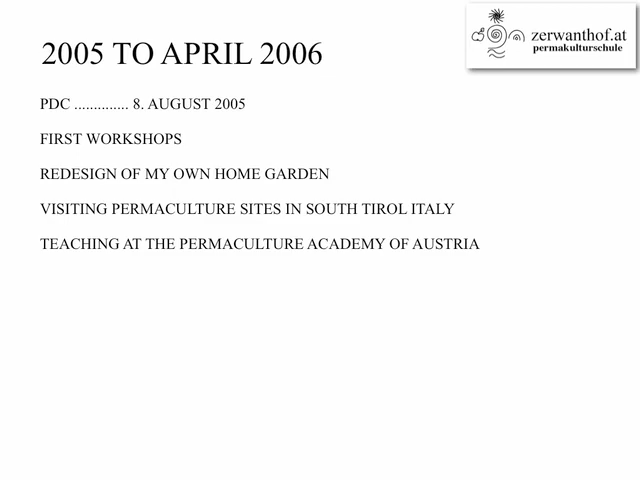 zerwanthof.at
permakulturschule
2005 TO APRIL 2006
PDC .............. 8. AUGUST 2005
FIRST WORKSHOPS
REDESIGN OF MY OWN HOME GARDEN
VISITING PERMACULTURE SITES IN SOUTH TIROL ITALY
TEACHING AT THE PERMACULTURE ACADEMY OF AUSTRIA